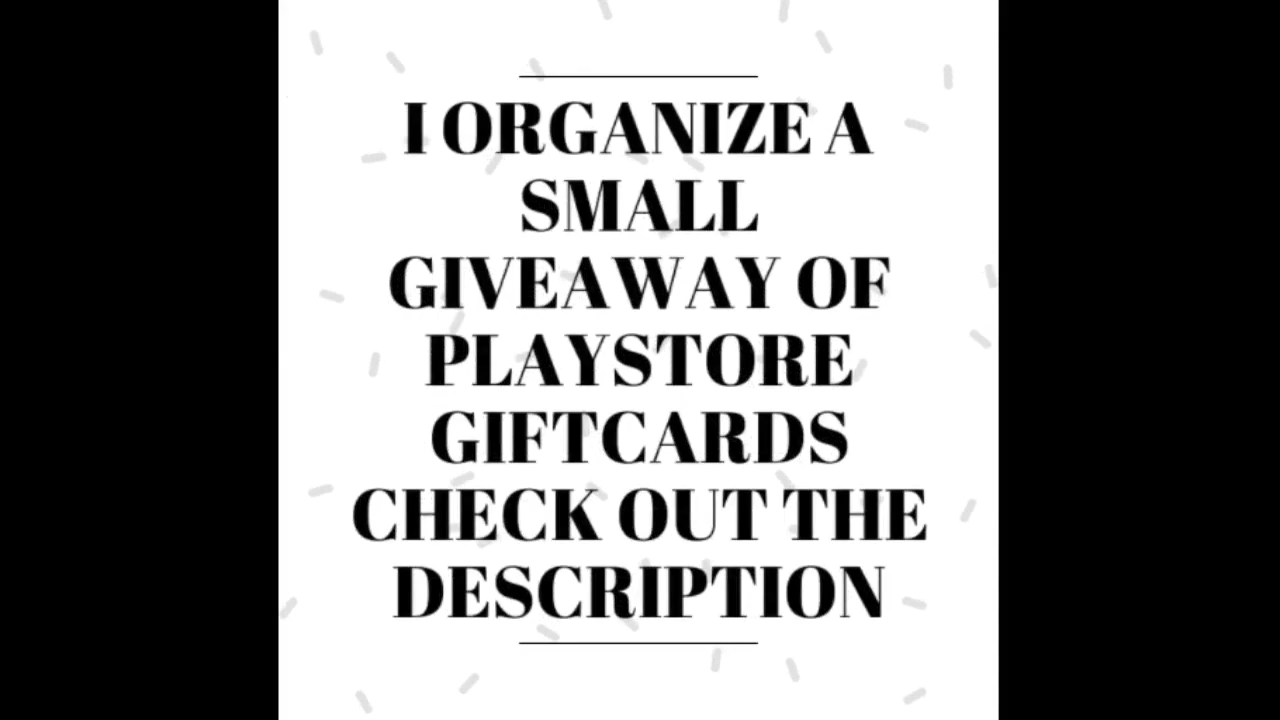 I ORGANIZE A
SMALL
GIVEAWAY OF
PLAYSTORE
GIFTCARDS
CHECK OUT THE
DESCRIPTION